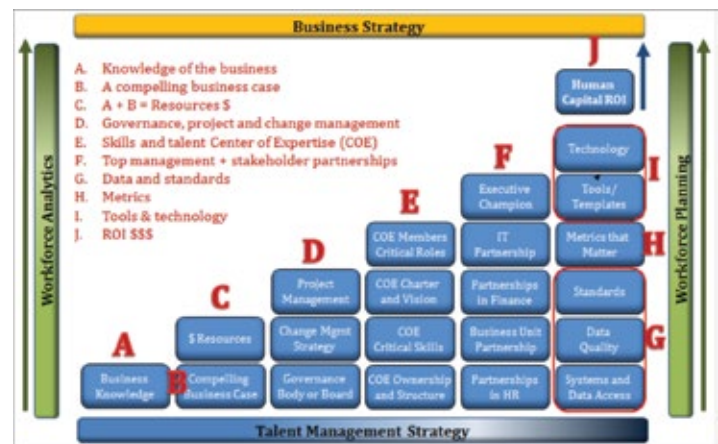 Business Strategy
J
A. Knowledge of the business
B. A compelling business case
C. A + B = Resources $
D. Governance, project and change management
E. Skills and talent Center of Expertise (COE)
F. Top management + stakeholder partnerships
G. Data and standards
H. Metrics
I. Tools & technology
J. ROI $$$
Workforce Analytics
Workforce Planning
Human
Capital ROI
Technology
I
F
Executive
Champion
Tools/
Templates
E
COE Members
Critical Roles
IT
Partnership
Metrics that
Matter
H
D
Project
Management
COE Charter
and Vision
Partnerships
in Finance
Standards
C
$ Resources
Change Mgmt
Strategy
COE
Critical Skills
Business Unit
Partnership
Data
Quality
G
A
Business
Knowledge
B
Compelling
Business Case
Governance
Body or Board
COE Ownership
and Structure
Partnerships
in HR
Systems and
Data Access
Talent Management Strategy